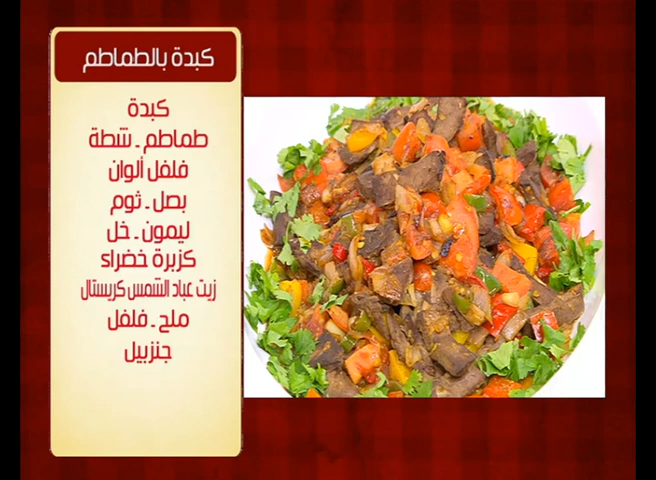 كبدة بالطماطم
كبدة
طماطم - شطة
فلفل ألوان
بصل - ثوم
ليمون - خل
كزبرة خضراء
زيت عباد الشمس كريستال
ملح - فلفل
جنزبيل